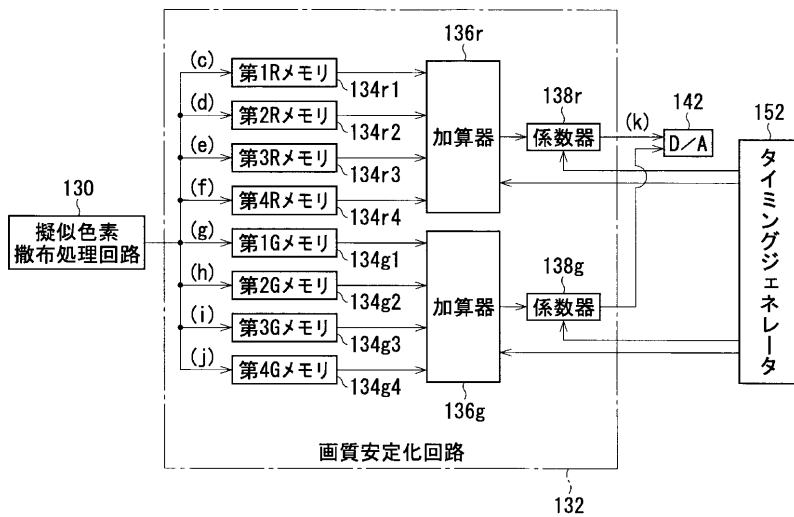 136r
(c)
第1Rメモリ
134r1
(d)
第2Rメモリ
134r2
138r
(k)
142
152
(e)
第3Rメモリ
134r3
加算器
係数器
D/A
130
(f)
第4Rメモリ
134r4
擬似色素
撒布処理回路
(g)
第1Gメモリ
134g1
(h)
第2Gメモリ
134g2
138g
加算器
係数器
タイミングジェネレータ
(i)
第3Gメモリ
134g3
(j)
第4Gメモリ
134g4
136g
画質安定化回路
132